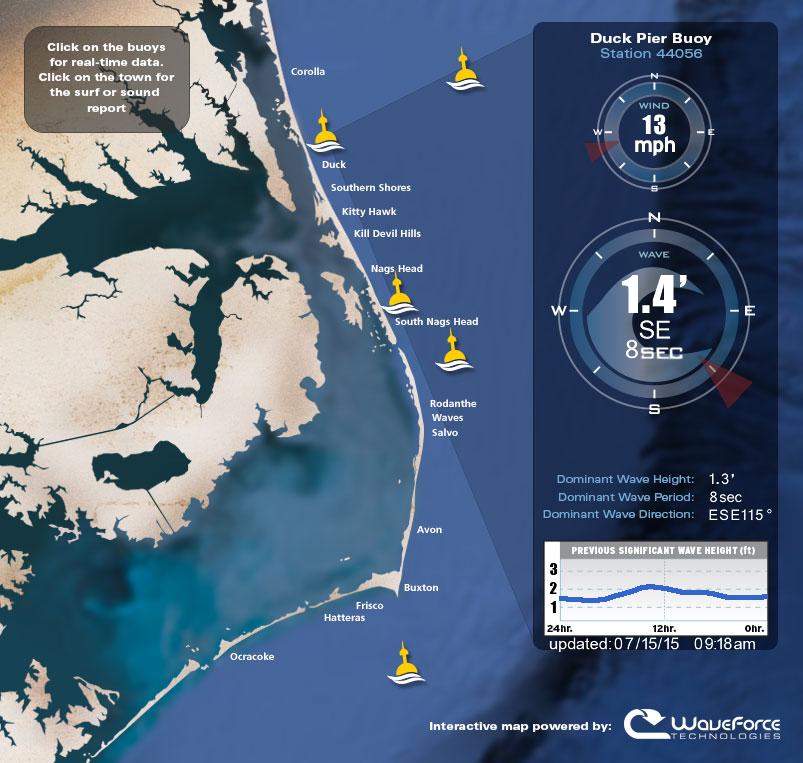 Click on the buoys
for real-time data.
Click on the town for
the surf or sound
report
Corolla
Duck
Southern Shores
Kitty Hawk
Kill Devil Hills
Nags Head
South Nags Head
Rodanthe
Waves
Salvo
Avon
Buxton
Frisco
Hatteras
Ocracoke
Duck Pier Buoy
Station 44056
N
WIND
W 13 E
mph
S
N
WAVE
W 1.4' E
SE
8SEC
S
Dominant Wave Height: 1.3'
Dominant Wave Period: 8sec
Dominant Wave Direction: ESE115°
PREVIOUS SIGNIFICANT WAVE HEIGHT (ft)
3
2
1
24hr. 12hr. 0hr.
updated:07/15/15 09:18am
Interactive map powered by: WaveForce
TECHNOLOGIES